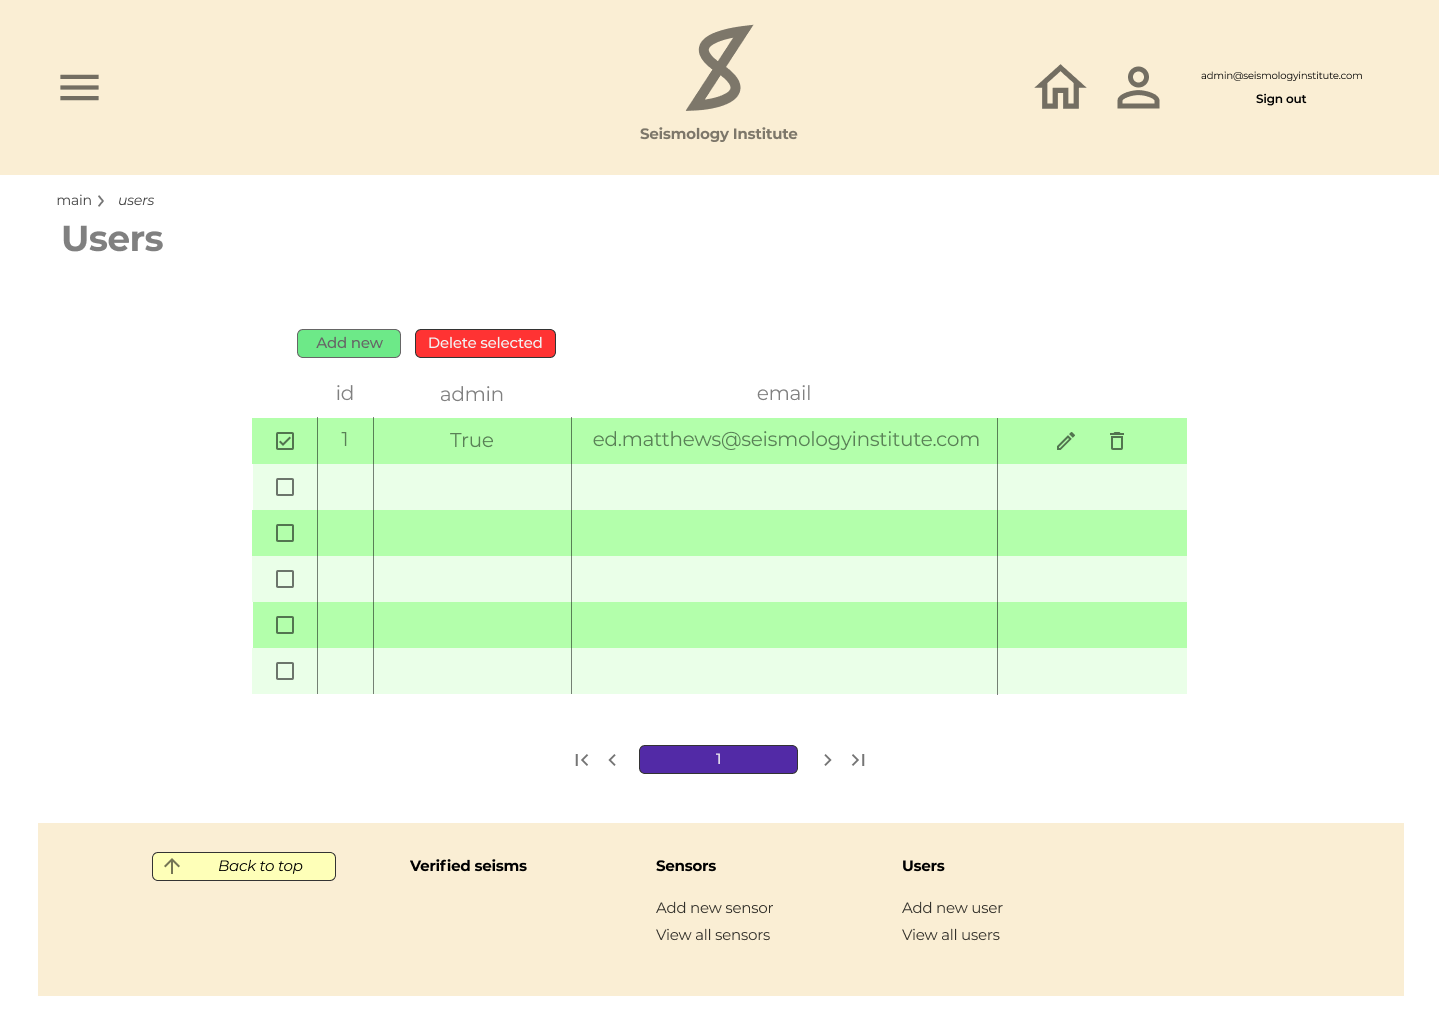 Seismology Institute
admin@seismologyinstitute.com
Sign out
main
users
Users
Add new
Delete selected
id
admin
email
1
True
ed.matthews@seismologyinstitute.com
1
Back to top
Verified seisms
Sensors
Users
Add new sensor
Add new user
View all sensors
View all users